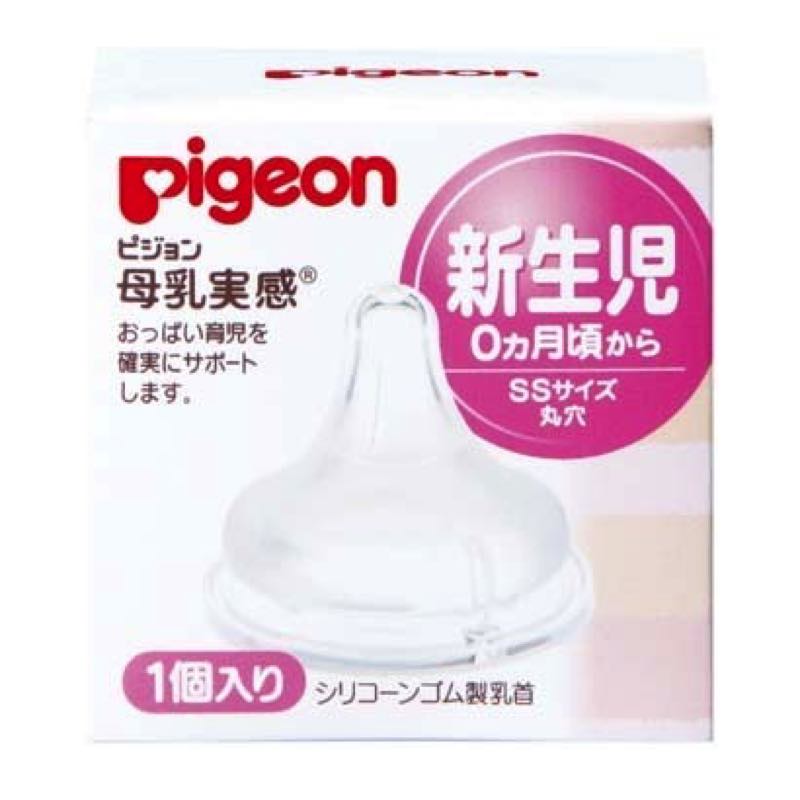 pigeon
pigeon
ピジョン
母乳実感®
おっぱい育児を
確実にサポート
します。
新生児
0ヵ月頃から
SSサイズ
丸穴
1個入り
シリコーンゴム製乳首